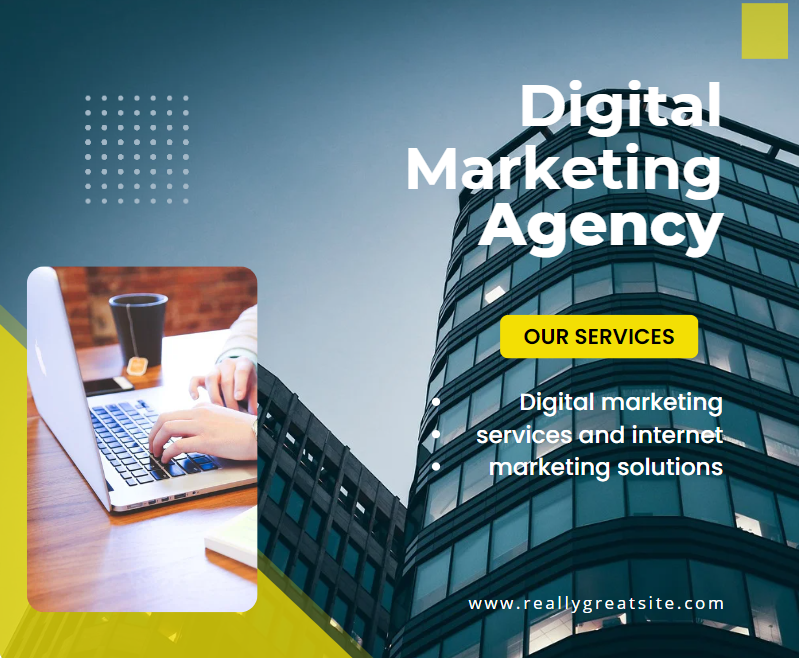 Digital
Marketing
Agency
OUR SERVICES
• Digital marketing
• services and internet
• marketing solutions
www.reallygreatsite.com